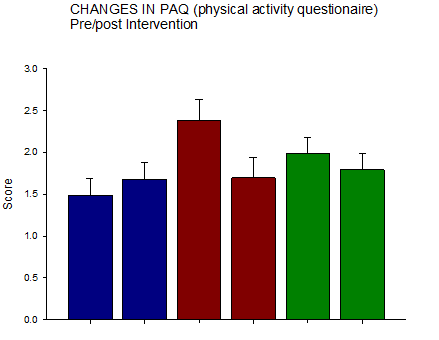 CHANGES IN PAQ (physical activity questionaire)
Pre/post Intervention
3.0
2.5
2.0
1.5
1.0
0.5
0.0
Score